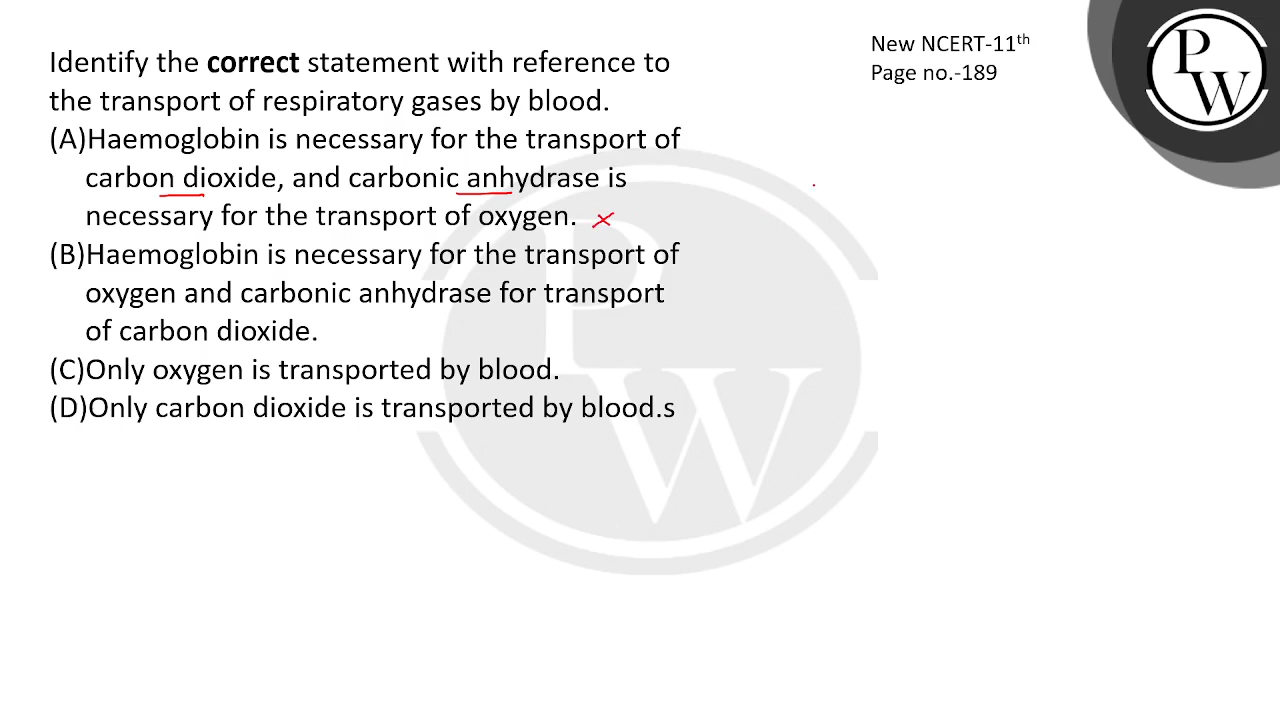 Identify the correct statement with reference to
the transport of respiratory gases by blood.
(A)Haemoglobin is necessary for the transport of
carbon dioxide, and carbonic anhydrase is
necessary for the transport of oxygen.
(B)Haemoglobin is necessary for the transport of
oxygen and carbonic anhydrase for transport
of carbon dioxide.
(C)Only oxygen is transported by blood.
(D)Only carbon dioxide is transported by blood.s
New NCERT-11th
Page no.-189
P
W
P
W